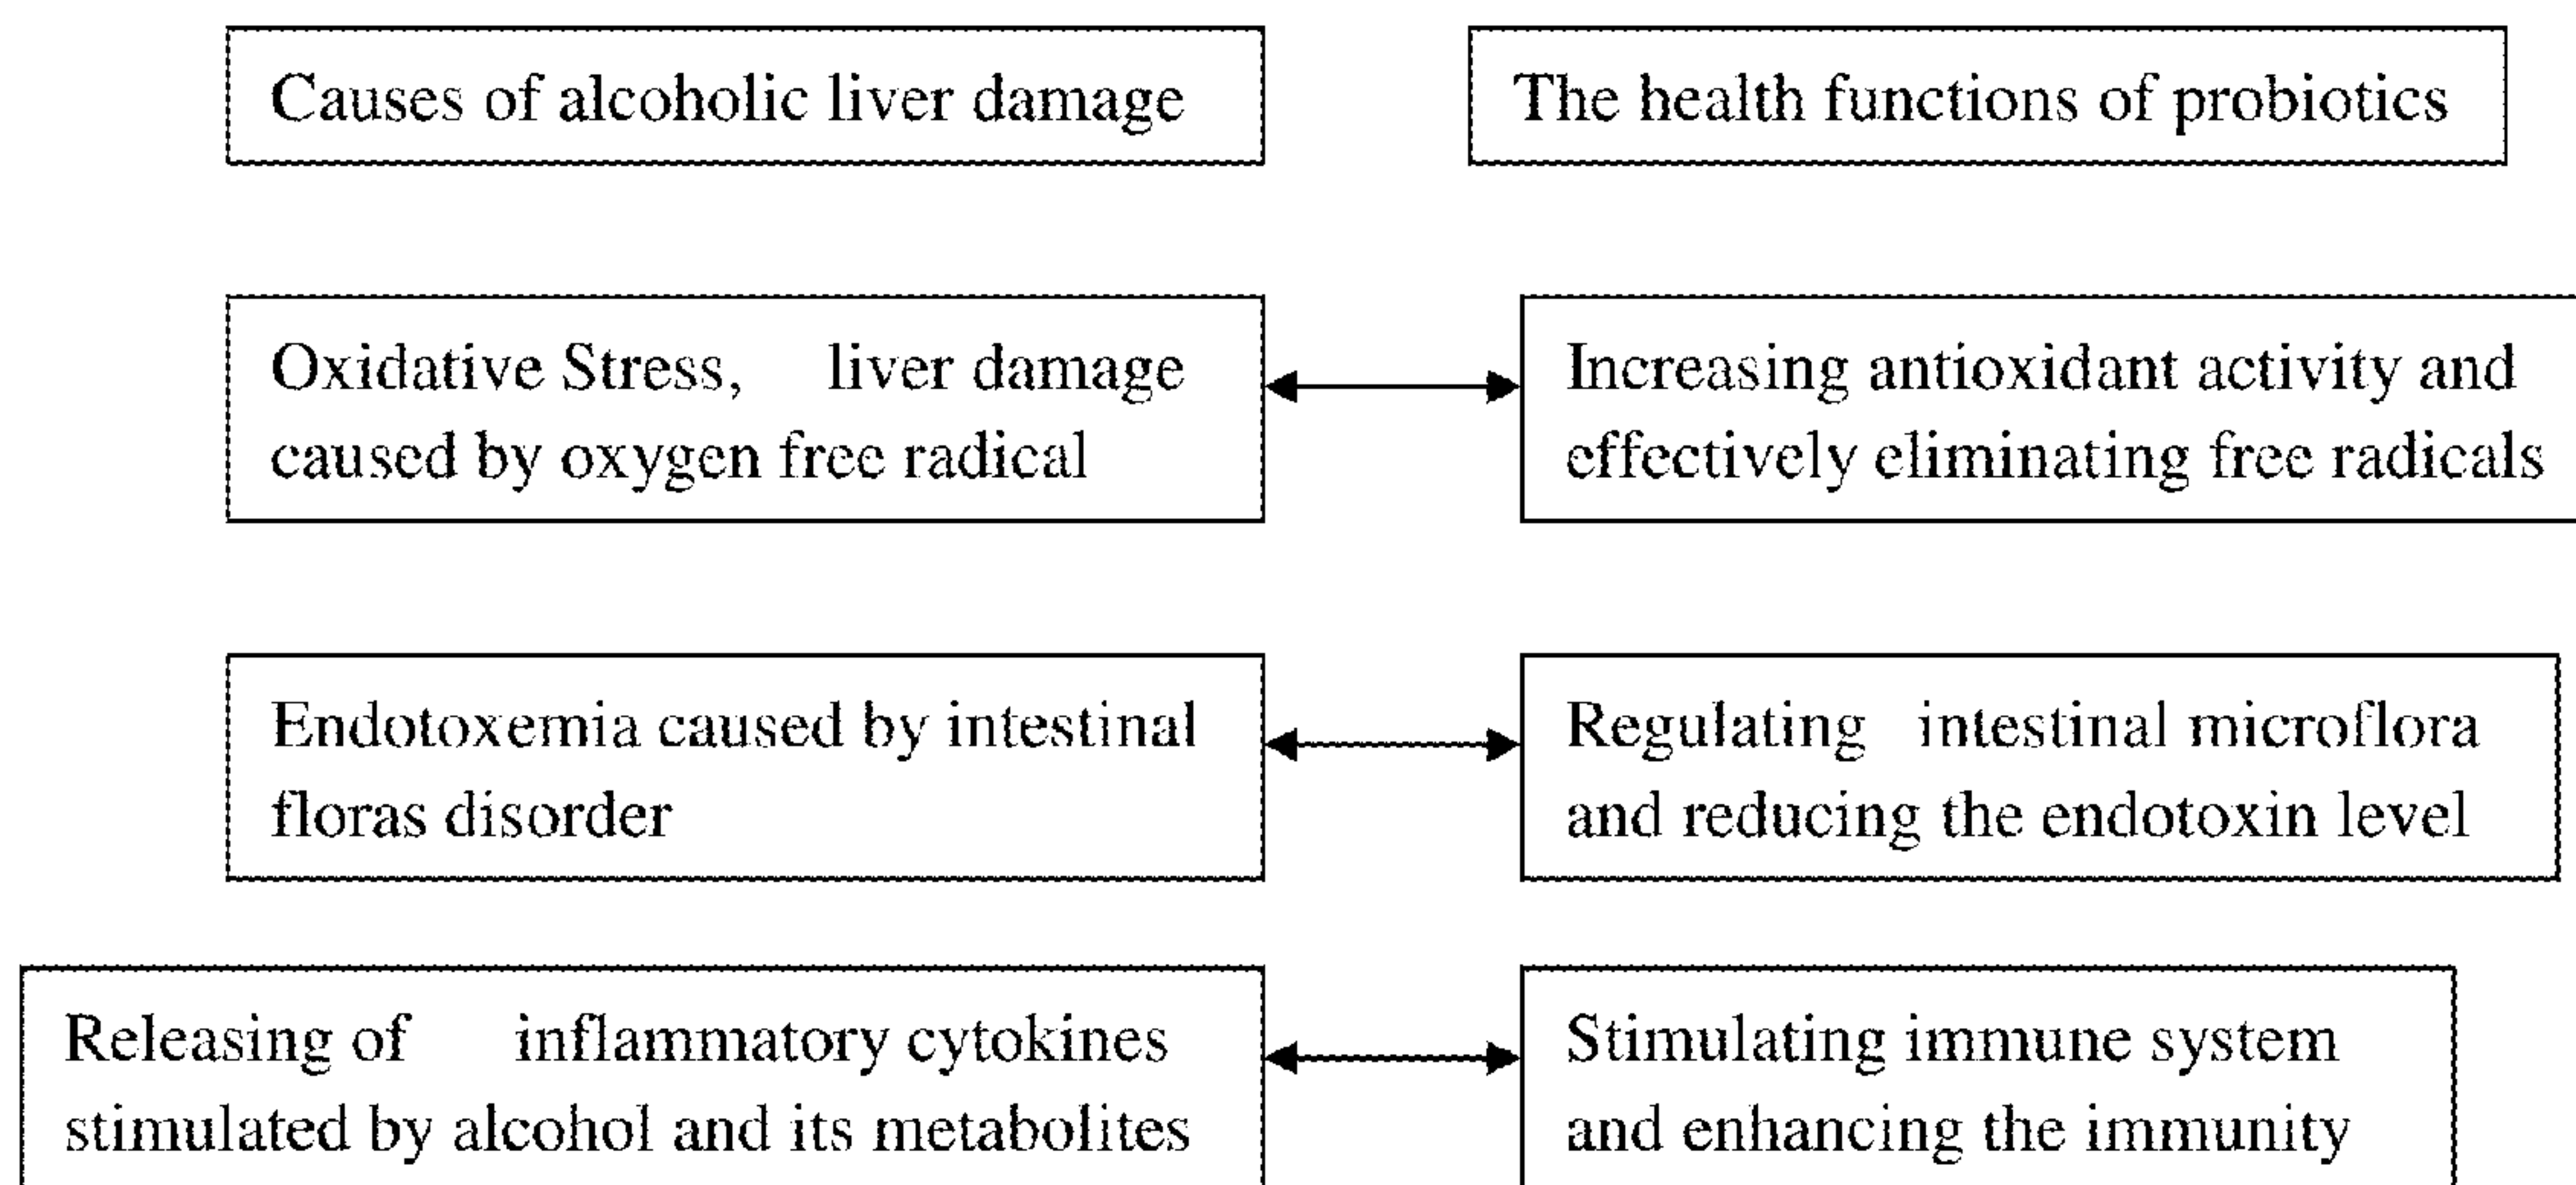 Causes of alcoholic liver damage
The health functions of probiotics
Oxidative Stress, liver damage
caused by oxygen free radical
Increasing antioxidant activity and
effectively eliminating free radicals
Endotoxemia caused by intestinal
floras disorder
Regulating intestinal microflora
and reducing the endotoxin level
Releasing of inflammatory cytokines
stimulated by alcohol and its metabolites
Stimulating immune system
and enhancing the immunity